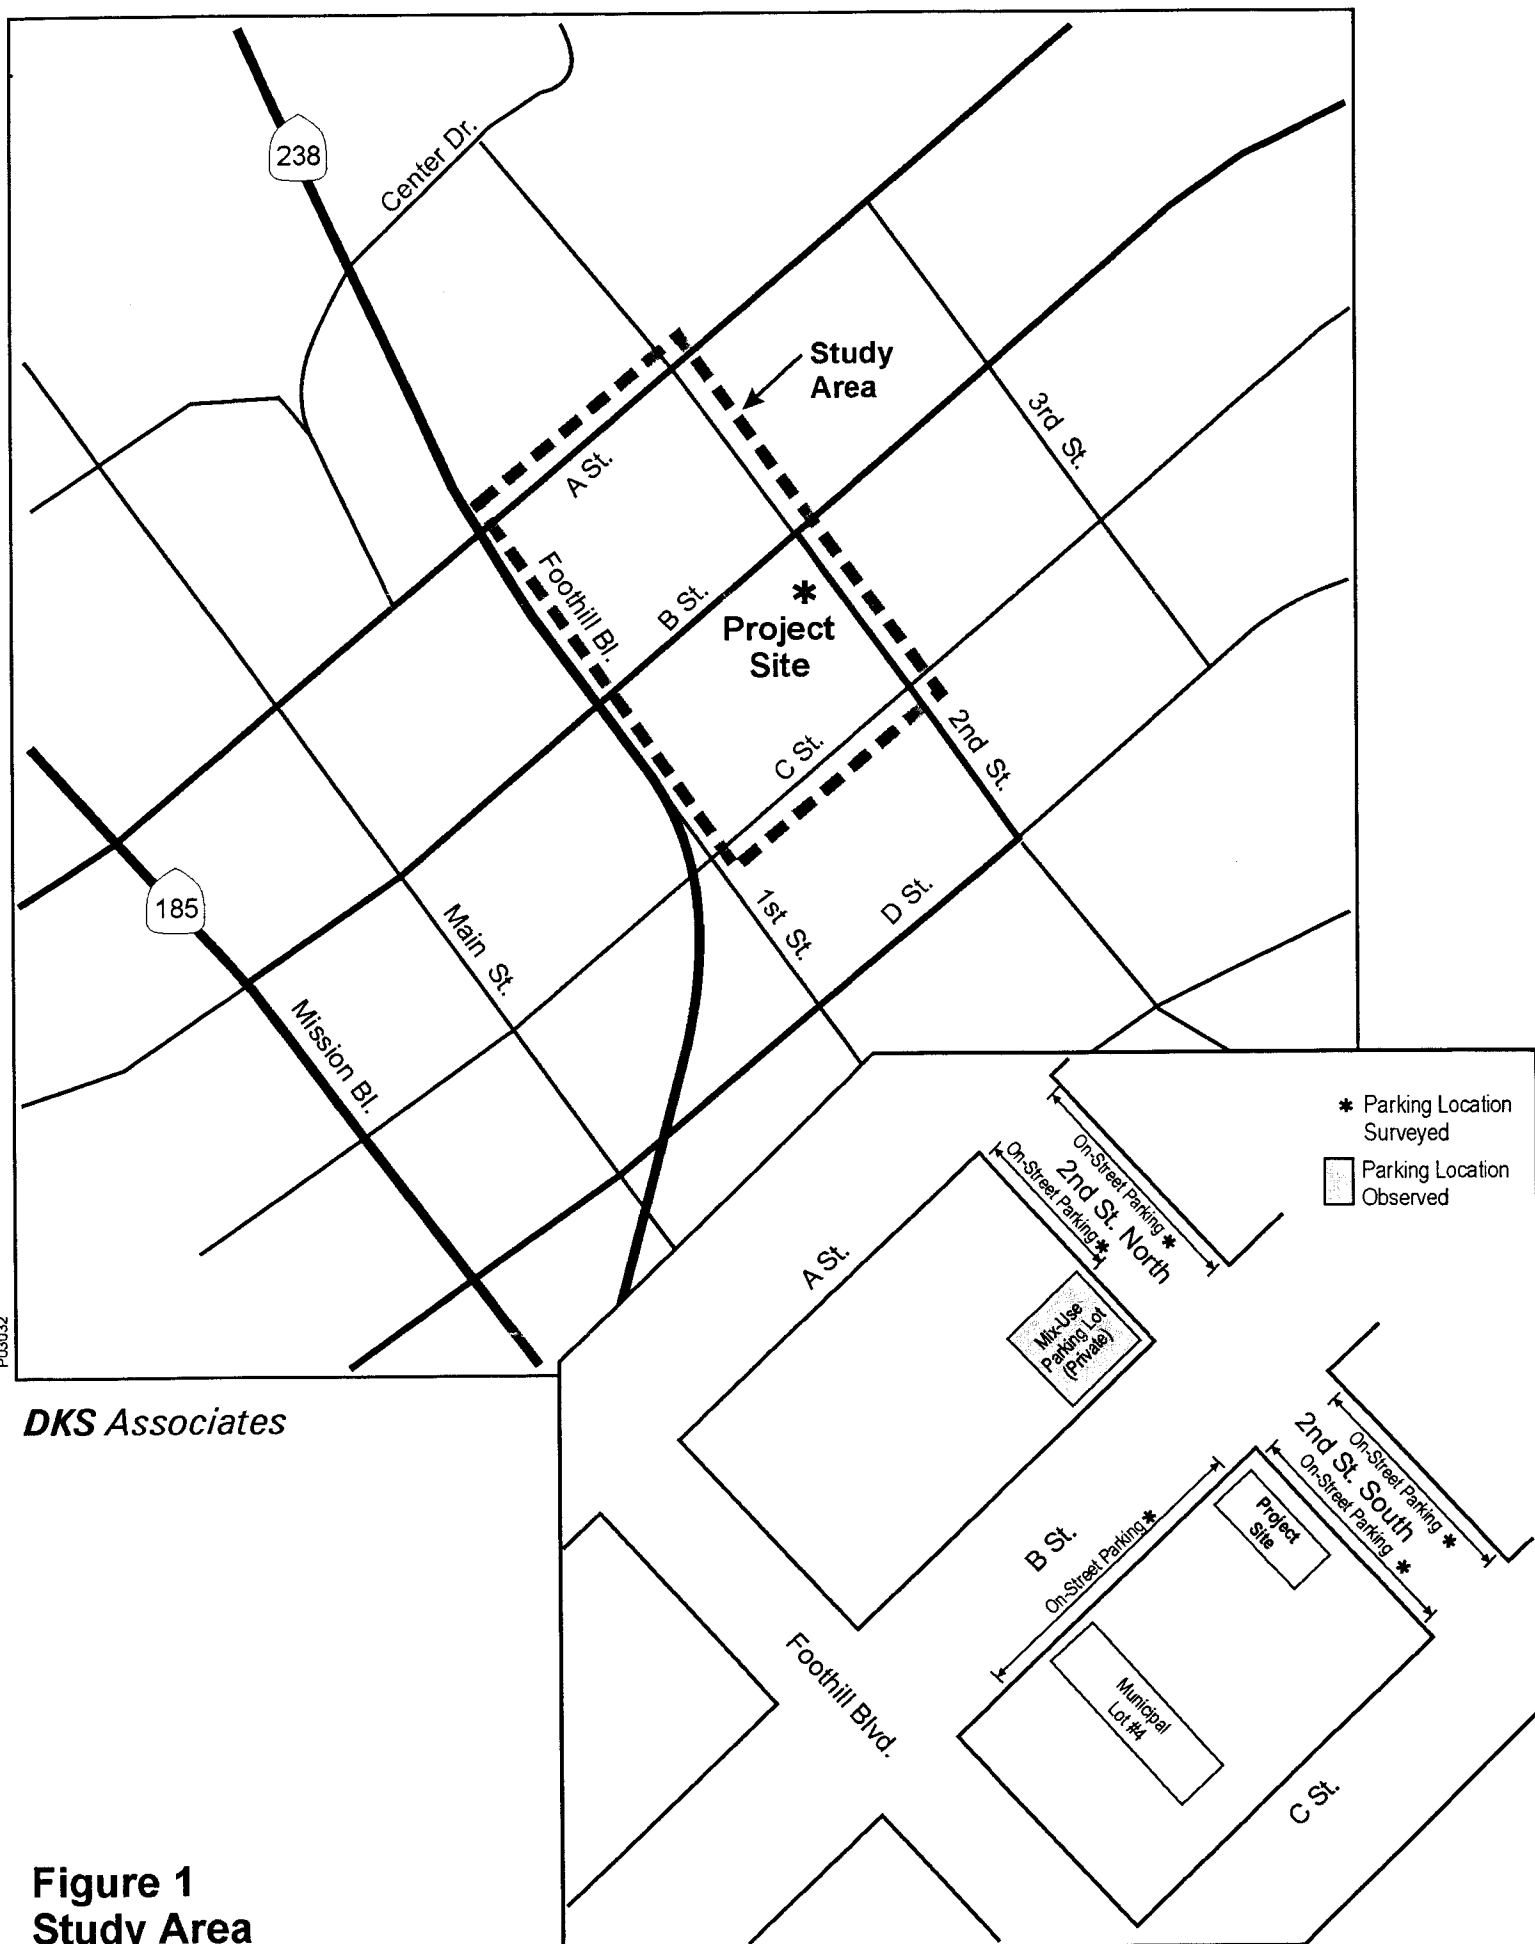 238
Center Dr.
Study
Area
3rd St.
A St.
Foothill Bl.
B St.
*
Project
Site
C St.
2nd St.
185
Main St.
1st St.
D St.
Mission Bl.
P03032
DKS Associates
* Parking Location
Surveyed
Parking Location
Observed
On-Street Parking *
2nd St. North
On-Street Parking *
A St.
Mix-Use
Parking Lot
(Private)
On-Street Parking *
2nd St. South
On-Street Parking *
Project
Site
B St.
On-Street Parking *
Municipal
Lot #4
Foothill Blvd.
C St.
Figure 1
Study Area